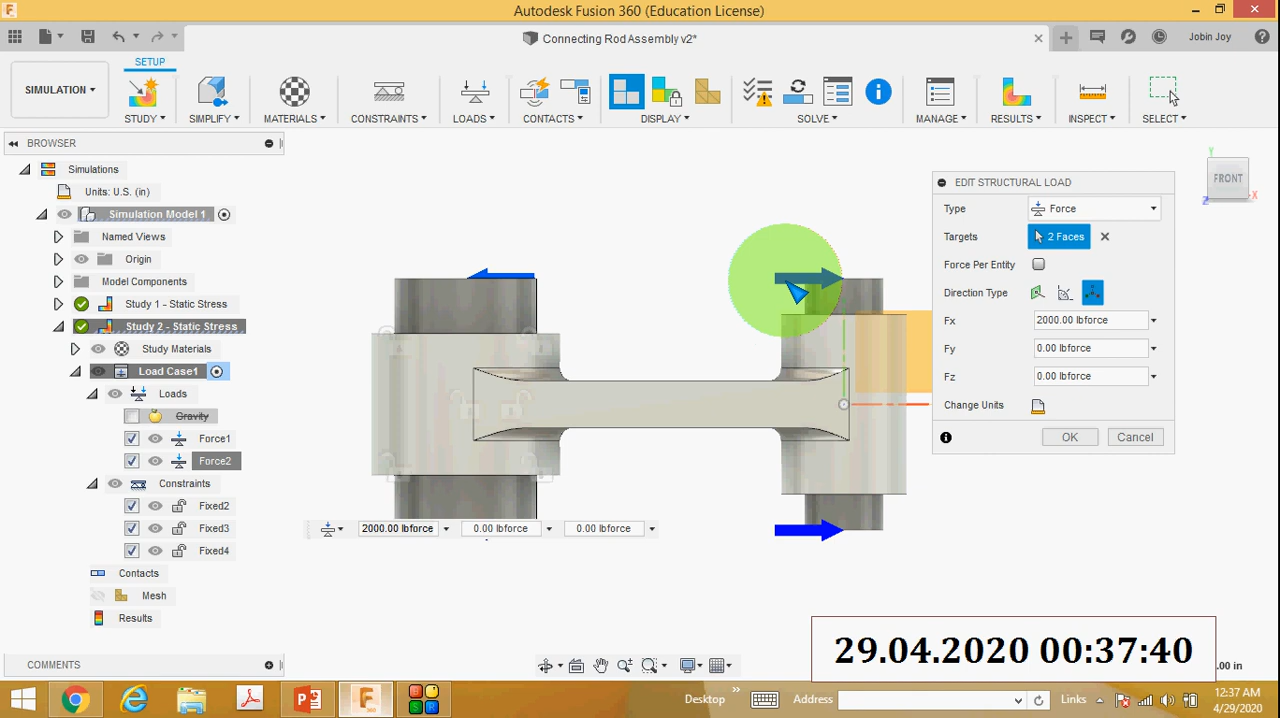 Autodesk Fusion 360 (Education License)
Connecting Rod Assembly v2*
Jobin Joy
SETUP
SIMULATION
STUDY
SIMPLIFY
MATERIALS
CONSTRAINTS
LOADS
CONTACTS
DISPLAY
SOLVE
MANAGE
RESULTS
INSPECT
SELECT
BROWSER
Simulations
Units: U.S. (in)
Simulation Model 1
Named Views
Origin
Model Components
Study 1 - Static Stress
Study 2 - Static Stress
Study Materials
Load Case1
Loads
Gravity
Force1
Force2
Constraints
Fixed2
Fixed3
Fixed4
Contacts
Mesh
Results
COMMENTS
2000.00 lbforce
0.00 lbforce
0.00 lbforce
Y
FRONT
X
Z
EDIT STRUCTURAL LOAD
Type Force
Targets 2 Faces
Force Per Entity
Direction Type
Fx 2000.00 lbforce
Fy 0.00 lbforce
Fz 0.00 lbforce
Change Units
OK Cancel
29.04.2020 00:37:40
.00 in
Desktop
Address
Links
12:37 AM
4/29/2020